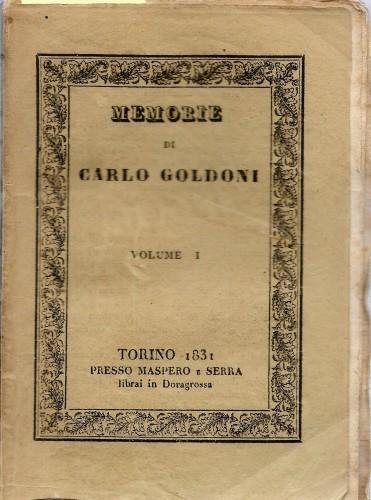 MEMORIE
DI
CARLO GOLDONI
VOLUME I
TORINO 1831
PRESSO MASPERO E SERRA
librai in Doragrossa